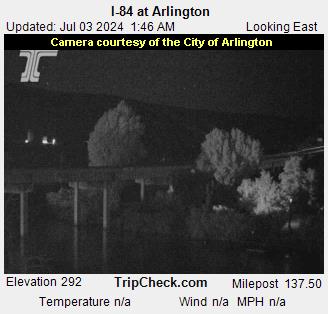 I-84 at Arlington
Updated: Jul 03 2024 1:46 AM Looking East
Camera courtesy of the City of Arlington
Elevation 292 TripCheck.com Milepost 137.50
Temperature n/a Wind n/a MPH n/a